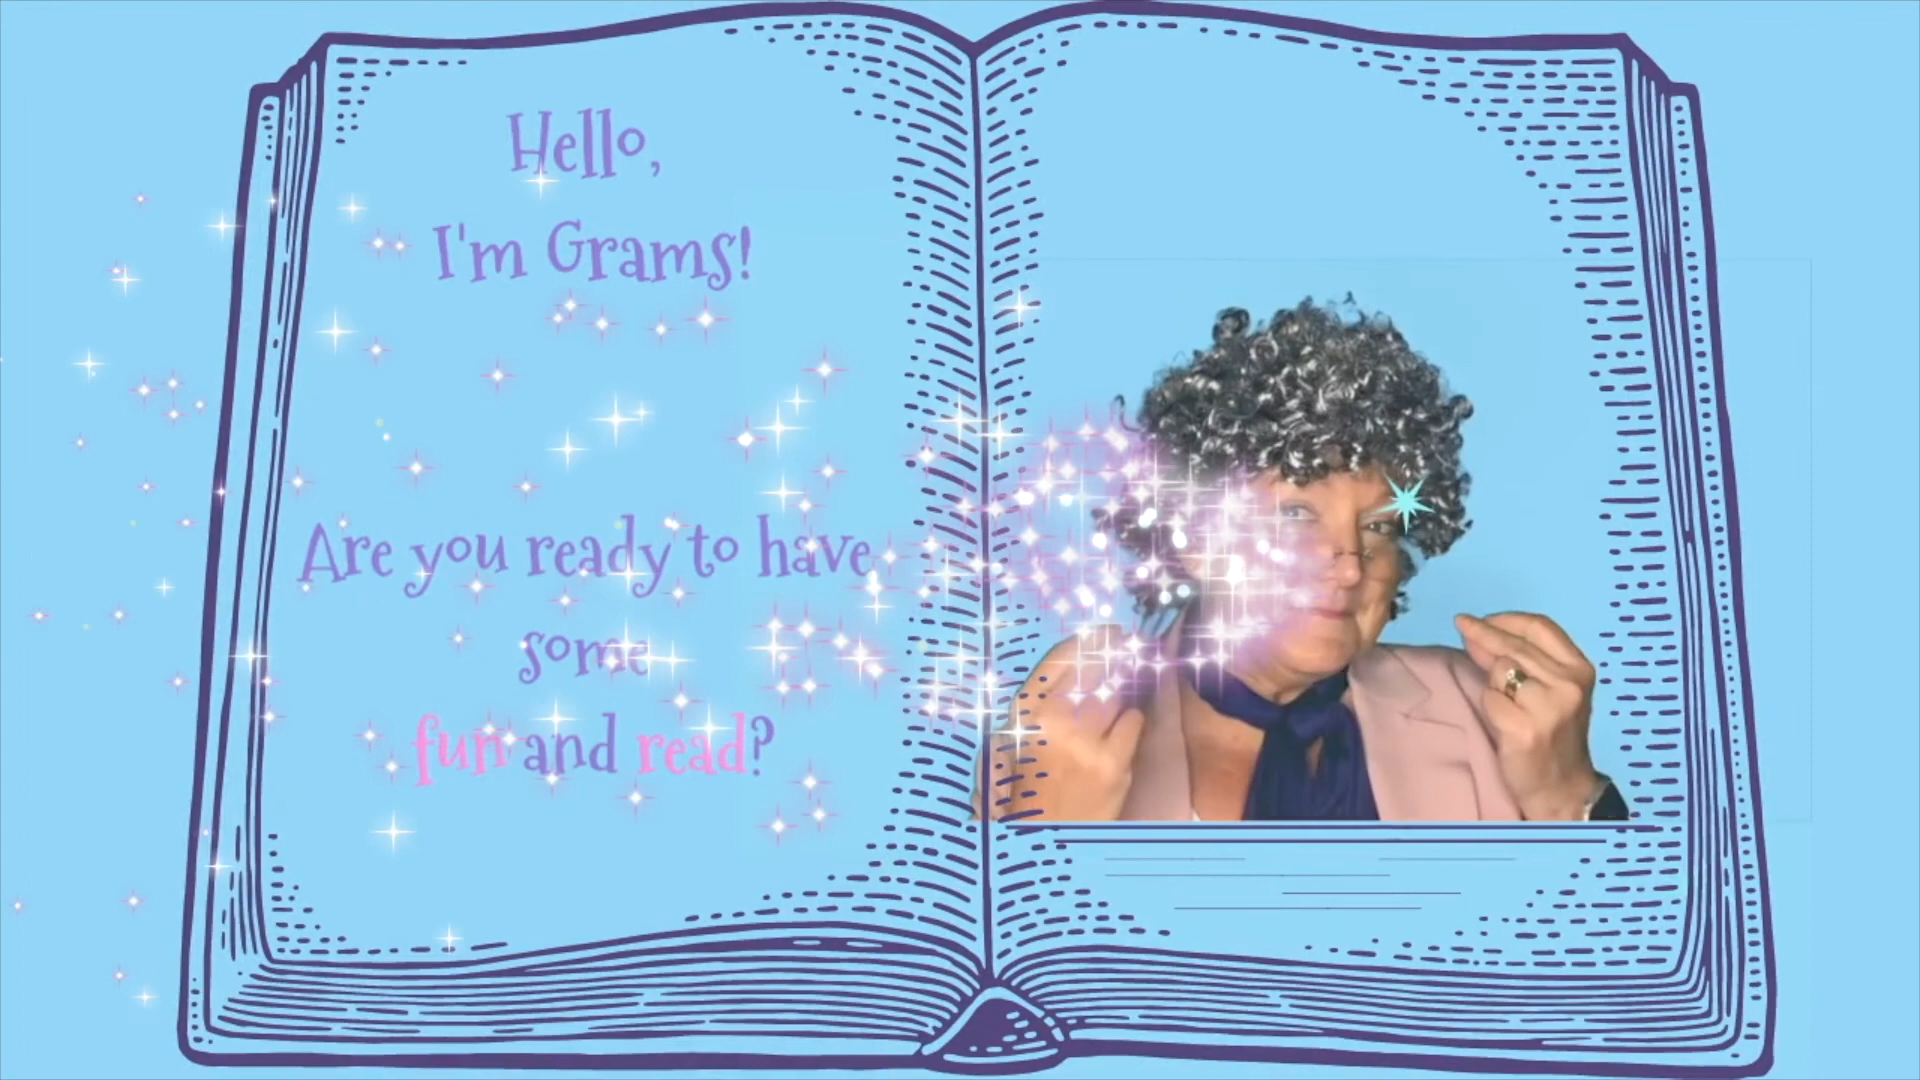 Hello,
I'm Grams!
Are you ready to have
some
fun and read?